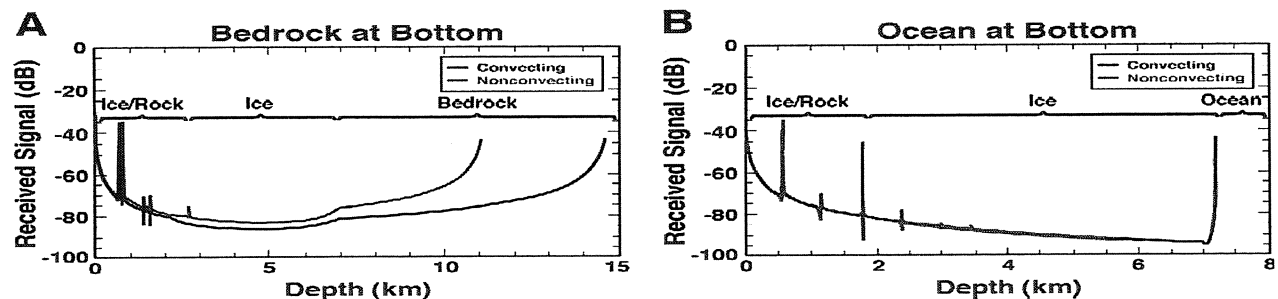 A
Bedrock at Bottom
Received Signal (dB)
0
-20
-40
-60
-80
-100
Convecting
Nonconvecting
Ice/Rock Ice Bedrock
0 5 10 15
Depth (km)
B
Ocean at Bottom
Received Signal (dB)
0
-20
-40
-60
-80
-100
Convecting
Nonconvecting
Ice/Rock Ice Ocean
0 2 4 6 8
Depth (km)